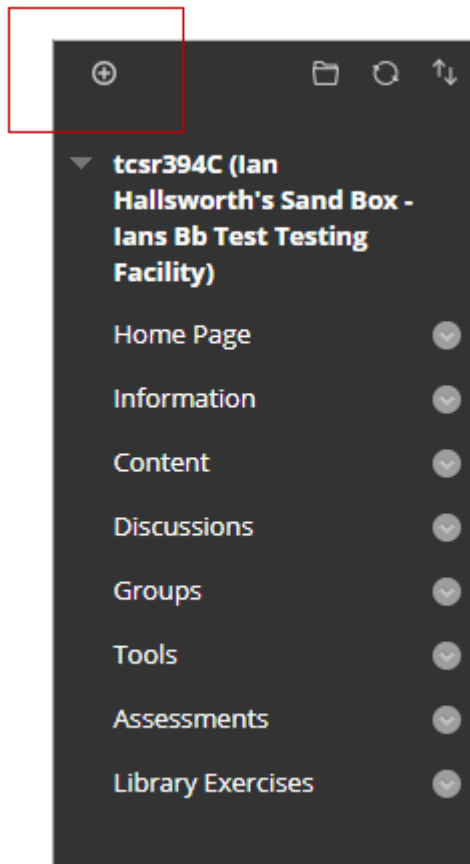 tcsr394C (Ian
Hallsworth's Sand Box -
Ians Bb Test Testing
Facility)
Home Page
Information
Content
Discussions
Groups
Tools
Assessments
Library Exercises